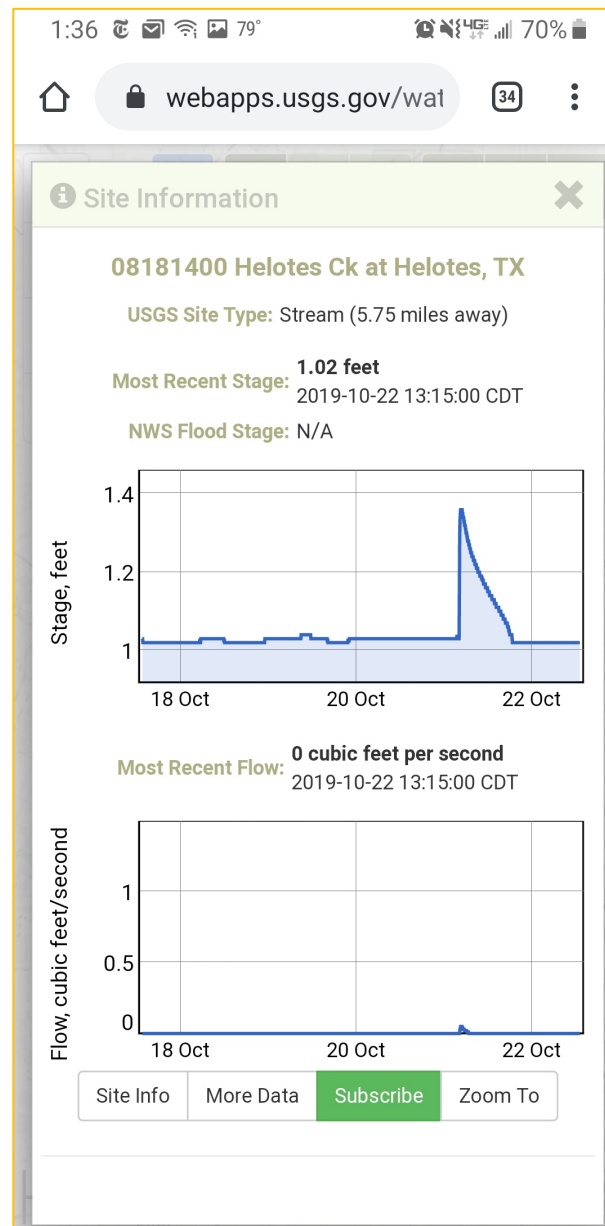 1:36 79° 4G 70%
webapps.usgs.gov/wat 34
Site Information
08181400 Helotes Ck at Helotes, TX
USGS Site Type: Stream (5.75 miles away)
Most Recent Stage: 1.02 feet
2019-10-22 13:15:00 CDT
NWS Flood Stage: N/A
Stage, feet
1.4
1.2
1
18 Oct 20 Oct 22 Oct
Most Recent Flow: 0 cubic feet per second
2019-10-22 13:15:00 CDT
Flow, cubic feet/second
1
0.5
0
18 Oct 20 Oct 22 Oct
Site Info More Data Subscribe Zoom To